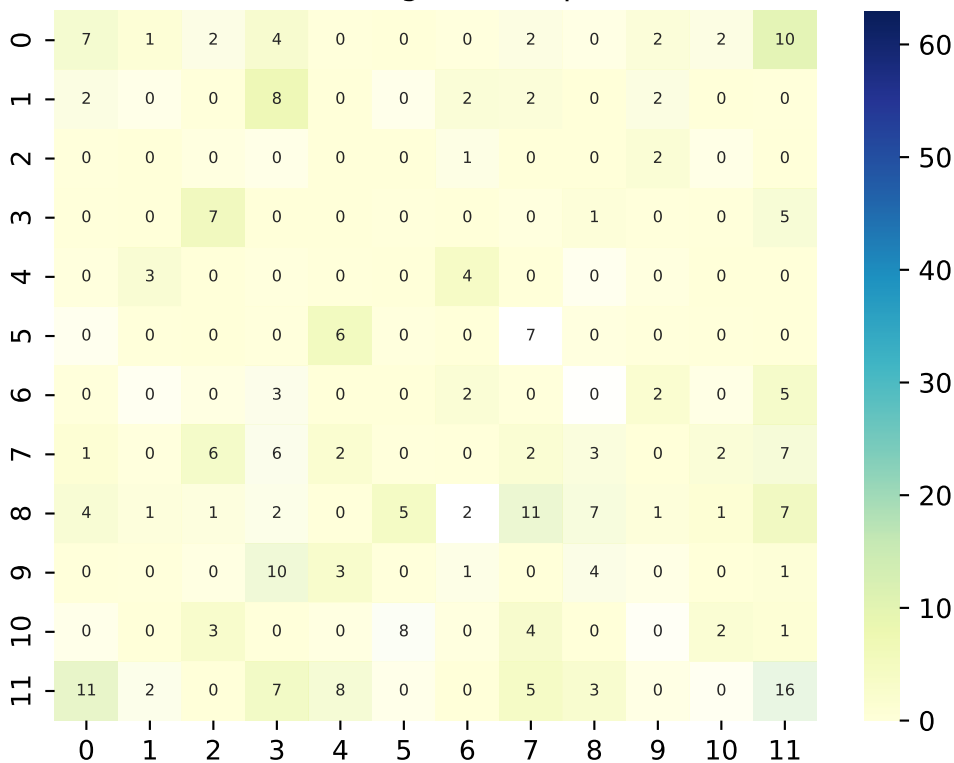 0 7 1 2 4 0 0 0 2 0 2 2 10
1 2 0 0 8 0 0 2 2 0 2 0 0
2 0 0 0 0 0 0 1 0 0 2 0 0
3 0 0 7 0 0 0 0 0 1 0 0 5
4 0 3 0 0 0 0 4 0 0 0 0 0
5 0 0 0 0 6 0 0 7 0 0 0 0
6 0 0 0 3 0 0 2 0 0 2 0 5
7 1 0 6 6 2 0 0 2 3 0 2 7
8 4 1 1 2 0 5 2 11 7 1 1 7
9 0 0 0 10 3 0 1 0 4 0 0 1
10 0 0 3 0 0 8 0 4 0 0 2 1
11 11 2 0 7 8 0 0 5 3 0 0 16
0 1 2 3 4 5 6 7 8 9 10 11
60
50
40
30
20
10
0